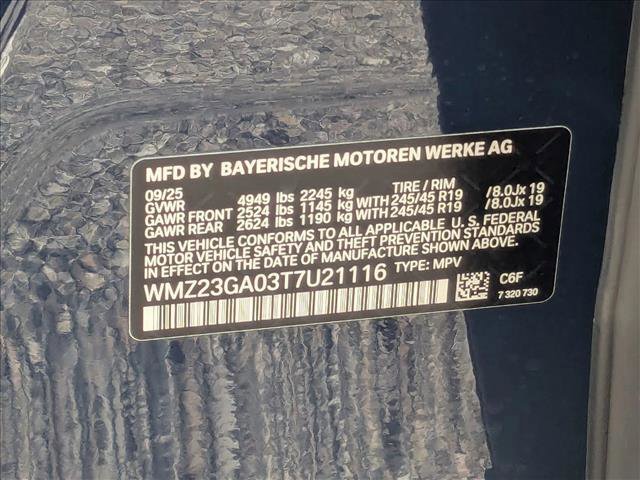 MFD BY BAYERISCHE MOTOREN WERKE AG
09/25 TIRE / RIM
GVWR 4949 lbs 2245 kg
GAWR FRONT 2524 lbs 1145 kg WITH 245/45 R19 /8.0Jx 19
GAWR REAR 2624 lbs 1190 kg WITH 245/45 R19 /8.0Jx 19
THIS VEHICLE CONFORMS TO ALL APPLICABLE U. S. FEDERAL
MOTOR VEHICLE SAFETY AND THEFT PREVENTION STANDARDS
IN EFFECT ON THE DATE OF MANUFACTURE SHOWN ABOVE.
WMZ23GA03T7U21116 TYPE: MPV
C6F
7 320 730